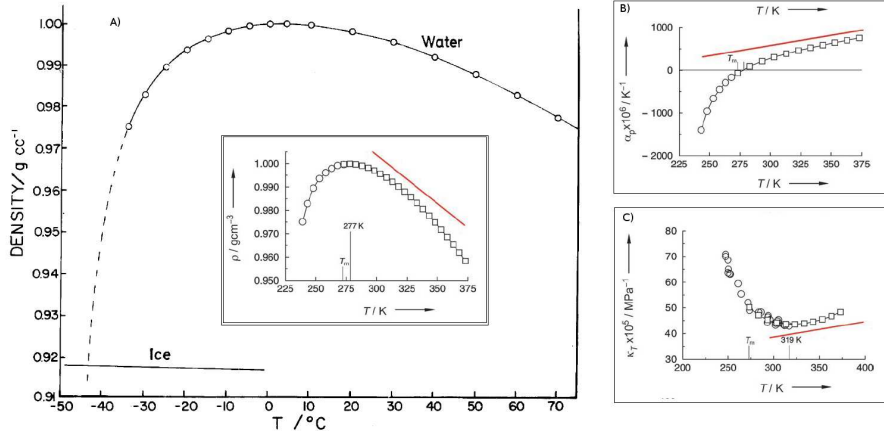 A)
DENSITY/g cc⁻¹
1.00
0.99
0.98
0.97
0.96
0.95
0.94
0.93
0.92
0.91
Water
Ice
-50 -40 -30 -20 -10 0 10 20 30 40 50 60 70
T /°C
ρ / gcm⁻³
1.000
0.990
0.980
0.970
0.960
0.950
277 K
Tm
225 250 275 300 325 350 375
T / K
B)
T / K
αp x10⁶ / K⁻¹
1000
0
−1000
−2000
Tm
225 250 275 300 325 350 375
T / K
C)
κT x10⁵ / MPa⁻¹
80
70
60
50
40
30
Tm
319 K
200 250 300 350 400
T / K